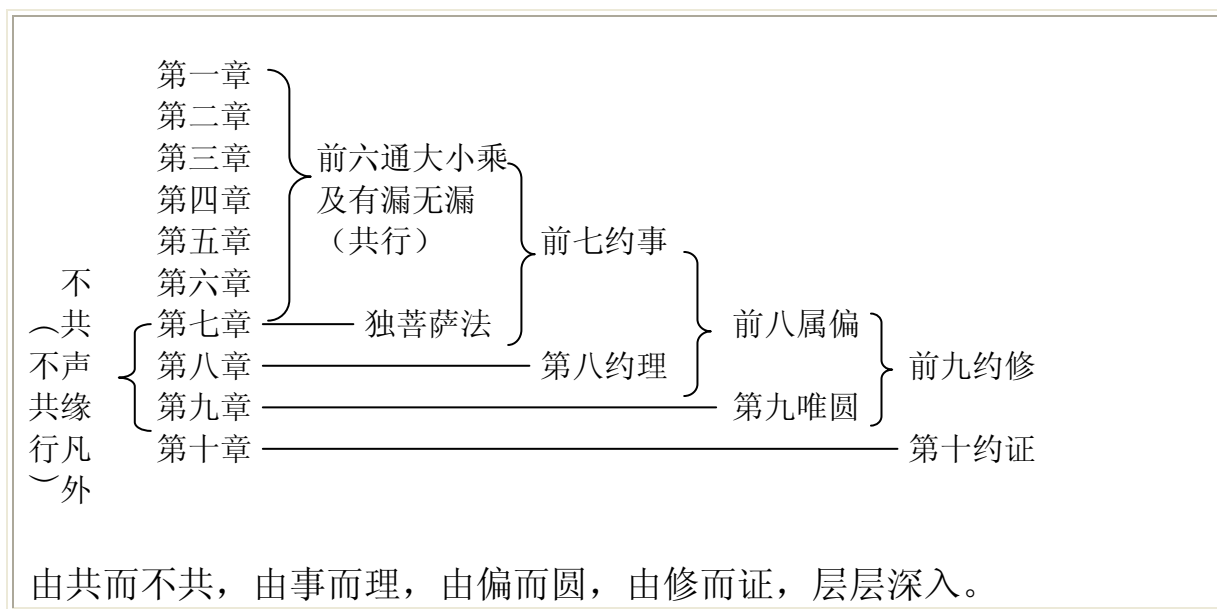 第一章
第二章
第三章 前六通大小乘
第四章 及有漏无漏
第五章 （共行） 前七约事
第六章
第七章 独菩萨法 前八属偏
第八章 第八约理 前九约修
第九章 第九唯圆
第十章 第十约证
不共声缘凡外
（不共行）
由共而不共，由事而理，由偏而圆，由修而证，层层深入。